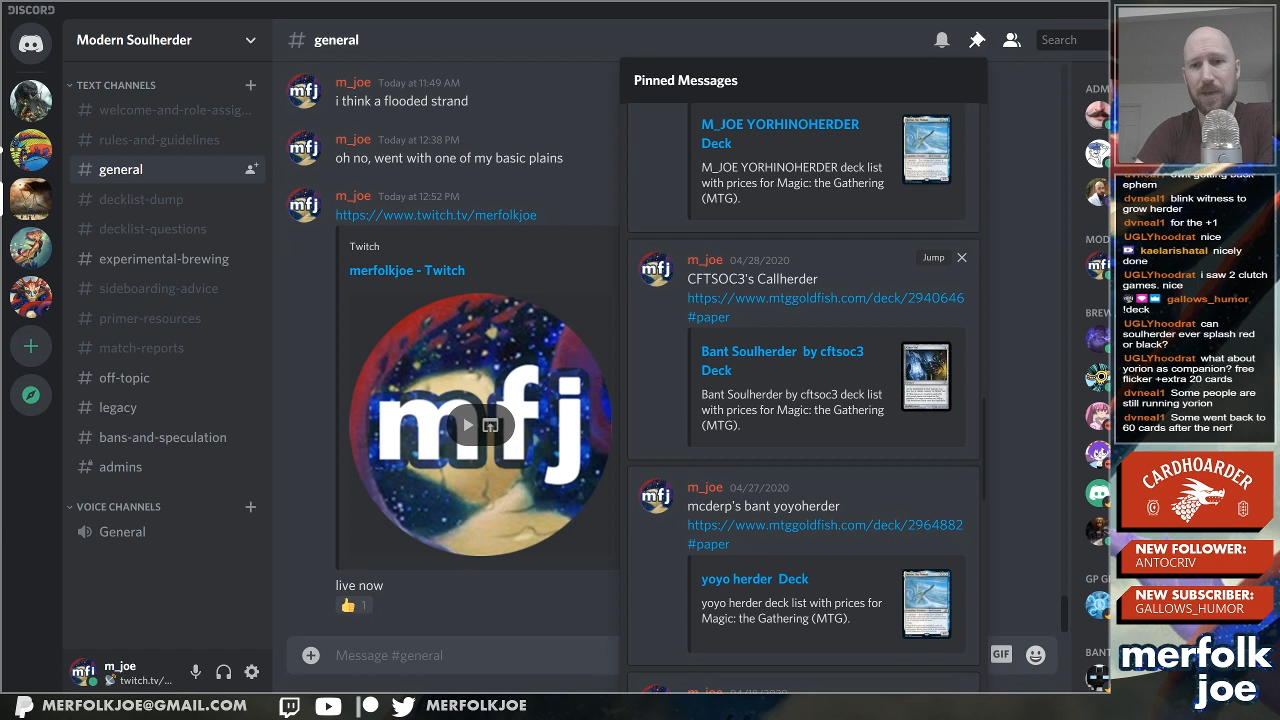 DISCORD
Modern Soulherder
TEXT CHANNELS
welcome-and-role-assig...
rules-and-guidelines
general
decklist-dump
decklist-questions
experimental-brewing
sideboarding-advice
primer-resources
match-reports
off-topic
legacy
bans-and-speculation
admins
VOICE CHANNELS
General
m_joe
twitch.tv/...
# general
Search
m_joe Today at 11:49 AM
i think a flooded strand
m_joe Today at 12:38 PM
oh no, went with one of my basic plains
m_joe Today at 12:52 PM
https://www.twitch.tv/merfolkjoe
Twitch
merfolkjoe - Twitch
mfj
live now
1
Message #general
GIF
Pinned Messages
M_JOE YORHINOHERDER
Deck
M_JOE YORHINOHERDER deck list
with prices for Magic: the Gathering
(MTG).
m_joe 04/28/2020
Jump
CFTSOC3's Callherder
https://www.mtggoldfish.com/deck/2940646
#paper
Bant Soulherder by cftsoc3
Deck
Bant Soulherder by cftsoc3 deck list
with prices for Magic: the Gathering
(MTG).
m_joe 04/27/2020
mcderp's bant yoyoherder
https://www.mtggoldfish.com/deck/2964882
#paper
yoyo herder Deck
yoyo herder deck list with prices for
Magic: the Gathering (MTG).
ADM
MOD
BREW
GP GR
BANT
ephem
dvneal1 blink witness to
grow herder
dvneal1 for the +1
UGLYhoodrat nice
kaelarishatal nicely
done
UGLYhoodrat i saw 2 clutch
games. nice
gallows_humor
!deck
UGLYhoodrat can
soulherder ever splash red
or black?
UGLYhoodrat what about
yorion as companion? free
flicker +extra 20 cards
dvneal1 Some people are
still running yorion
dvneal1 Some went back to
60 cards after the nerf
CARDHOARDER
NEW FOLLOWER:
ANTOCRIV
NEW SUBSCRIBER:
GALLOWS_HUMOR
merfolk
joe
MERFOLKJOE@GMAIL.COM
MERFOLKJOE